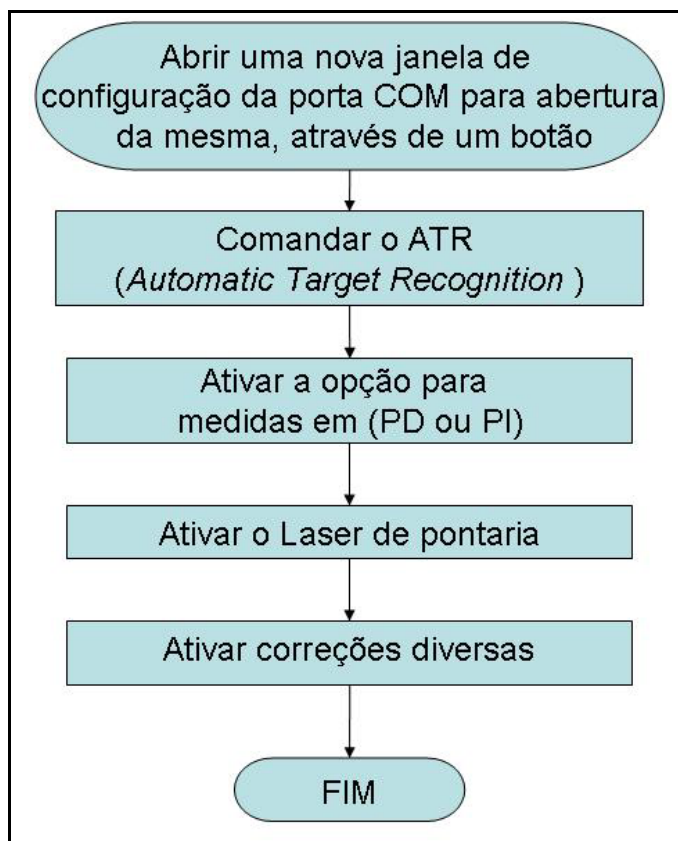 Abrir uma nova janela de
configuração da porta COM para abertura
da mesma, através de um botão
Comandar o ATR
(Automatic Target Recognition )
Ativar a opção para
medidas em (PD ou PI)
Ativar o Laser de pontaria
Ativar correções diversas
FIM